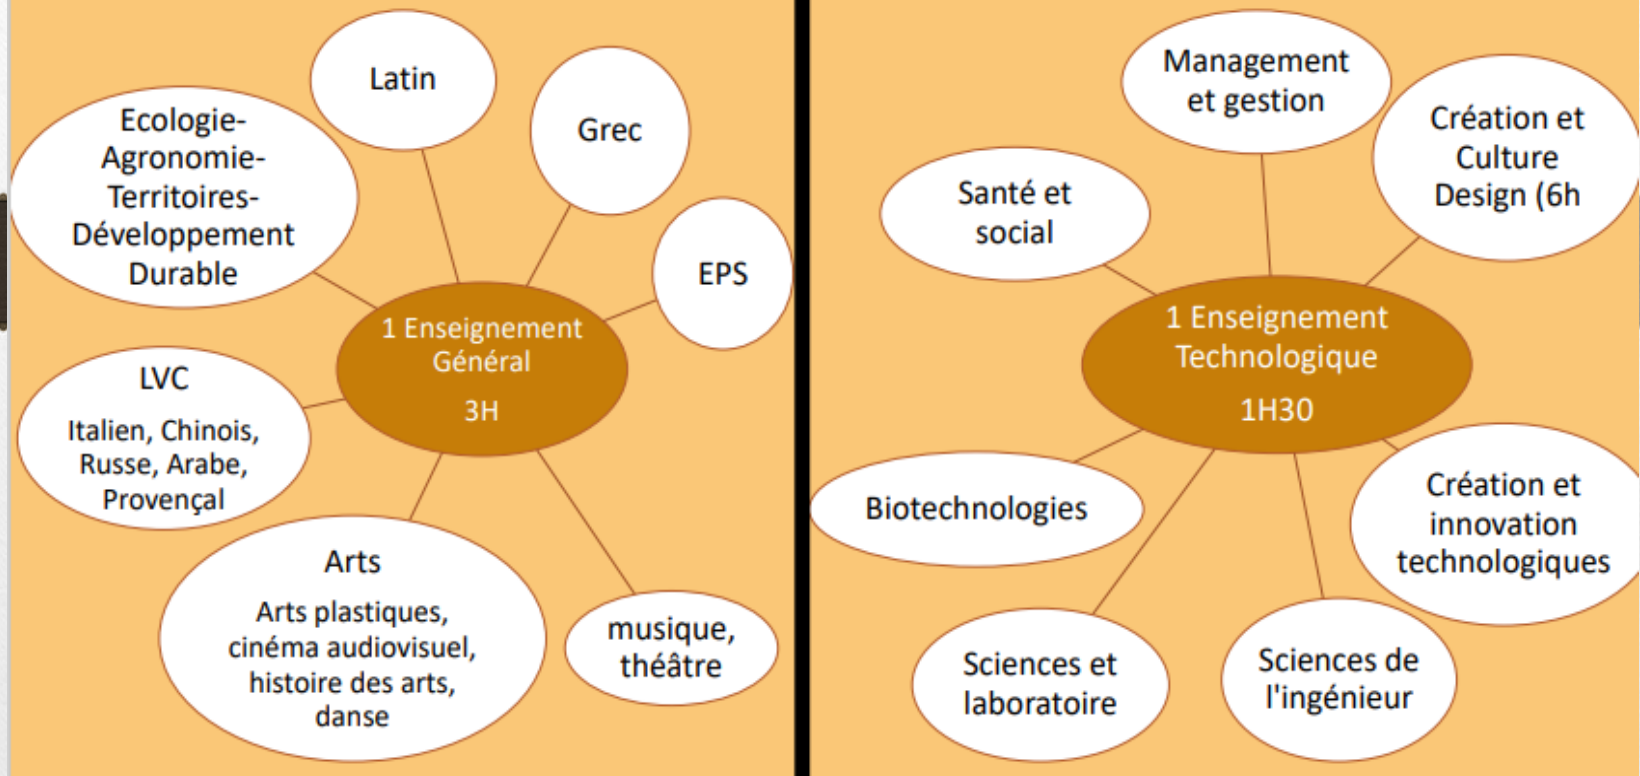 Latin
Grec
Ecologie-
Agronomie-
Territoires-
Développement
Durable
EPS
1 Enseignement
Général
3H
LVC
Italien, Chinois,
Russe, Arabe,
Provençal
Arts
Arts plastiques,
cinéma audiovisuel,
histoire des arts,
danse
musique,
théâtre
Management
et gestion
Création et
Culture
Design (6h
Santé et
social
1 Enseignement
Technologique
1H30
Biotechnologies
Création et
innovation
technologiques
Sciences et
laboratoire
Sciences de
l'ingénieur